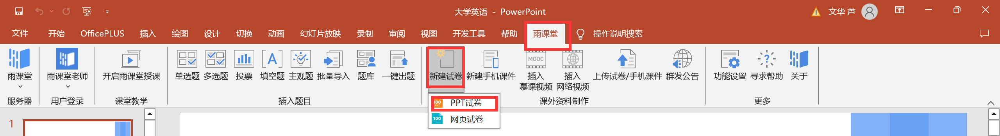 大学英语 - PowerPoint
文华 芦
文件 开始 OfficePLUS 插入 绘图 设计 切换 动画 幻灯片放映 录制 审阅 视图 开发工具 帮助 雨课堂 操作说明搜索
雨课堂 雨课堂老师 开启雨课堂授课 单选题 多选题 投票 填空题 主观题 批量导入 题库 一键出题 新建试卷 新建手机课件 插入 慕课视频 插入 网络视频 上传试卷/手机课件 群发公告 功能设置 寻求帮助 关于
A MOOC ?
服务器 用户登录 课堂教学 插入题目 课外资料制作 更多
100 PPT PPT试卷
100 网页试卷
1